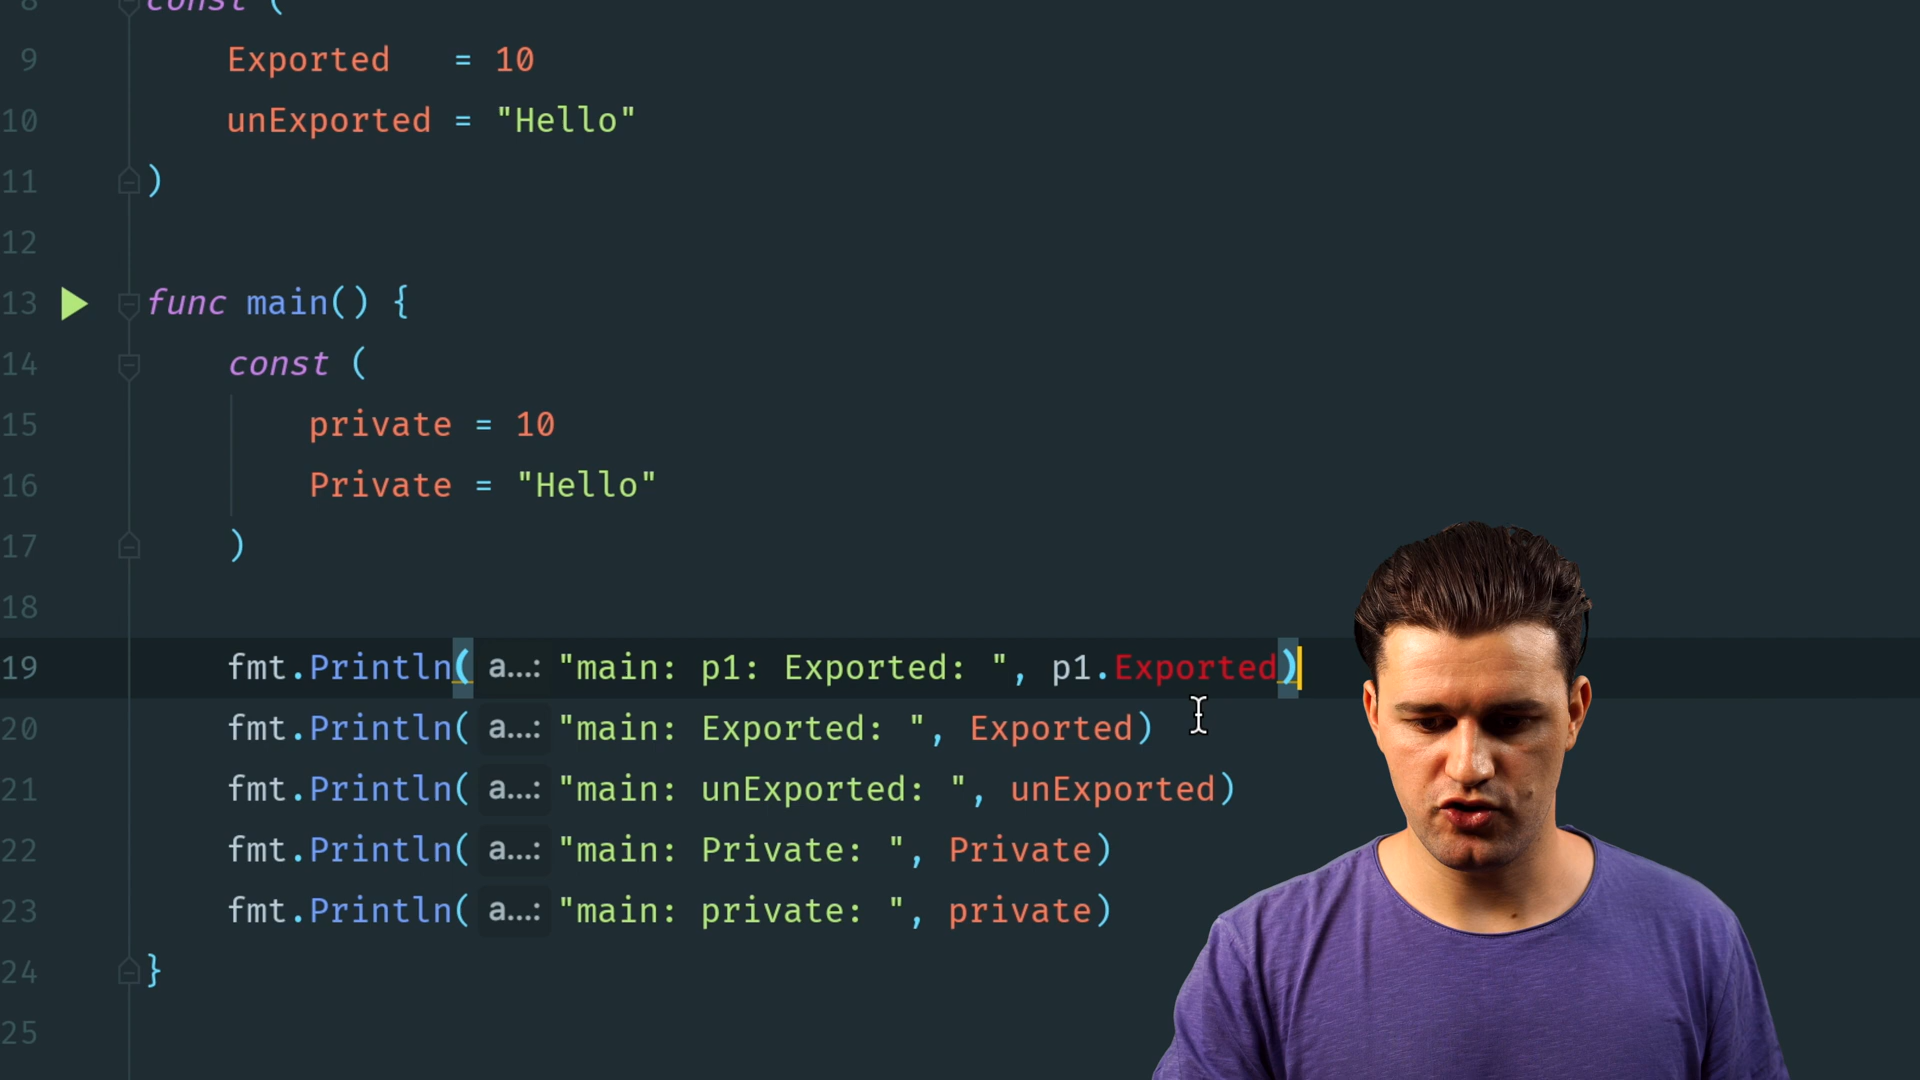 8 const (
9 Exported = 10
10 unExported = "Hello"
11 )
12
13 func main() {
14 const (
15 private = 10
16 Private = "Hello"
17 )
18
19 fmt.Println( a...: "main: p1: Exported: ", p1.Exported)
20 fmt.Println( a...: "main: Exported: ", Exported)
21 fmt.Println( a...: "main: unExported: ", unExported)
22 fmt.Println( a...: "main: Private: ", Private)
23 fmt.Println( a...: "main: private: ", private)
24 }
25